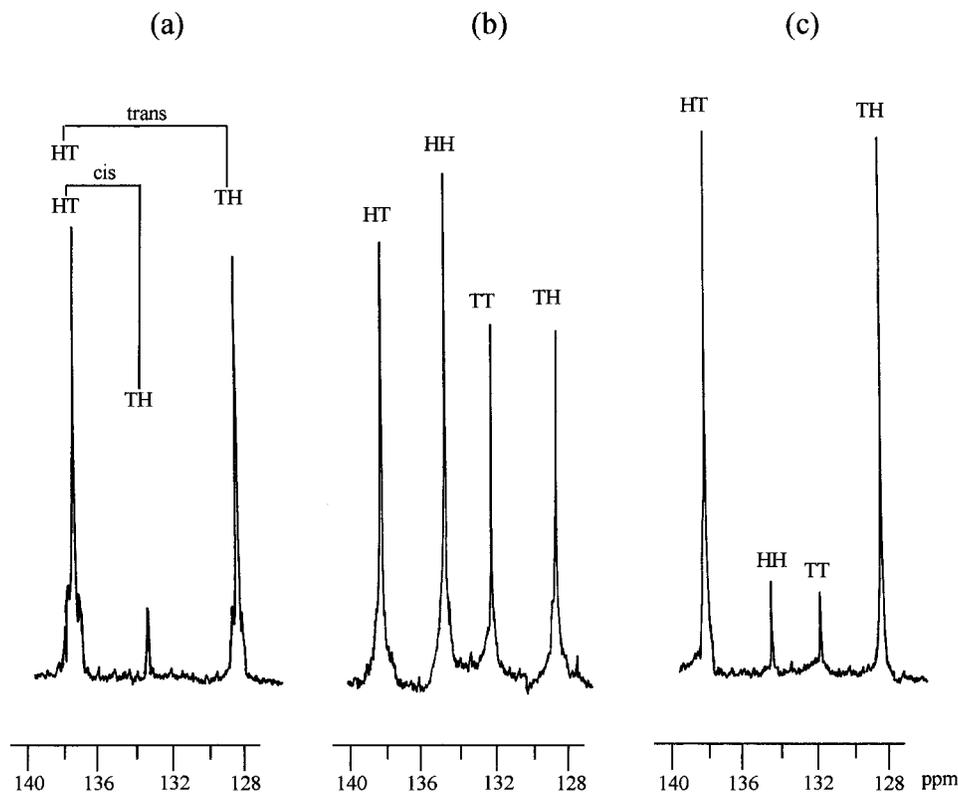 (a) (b) (c)
trans
HT
cis
HT
TH
TH
HT
HH
TT
TH
HT
HH
TT
TH
140 136 132 128
140 136 132 128
140 136 132 128 ppm